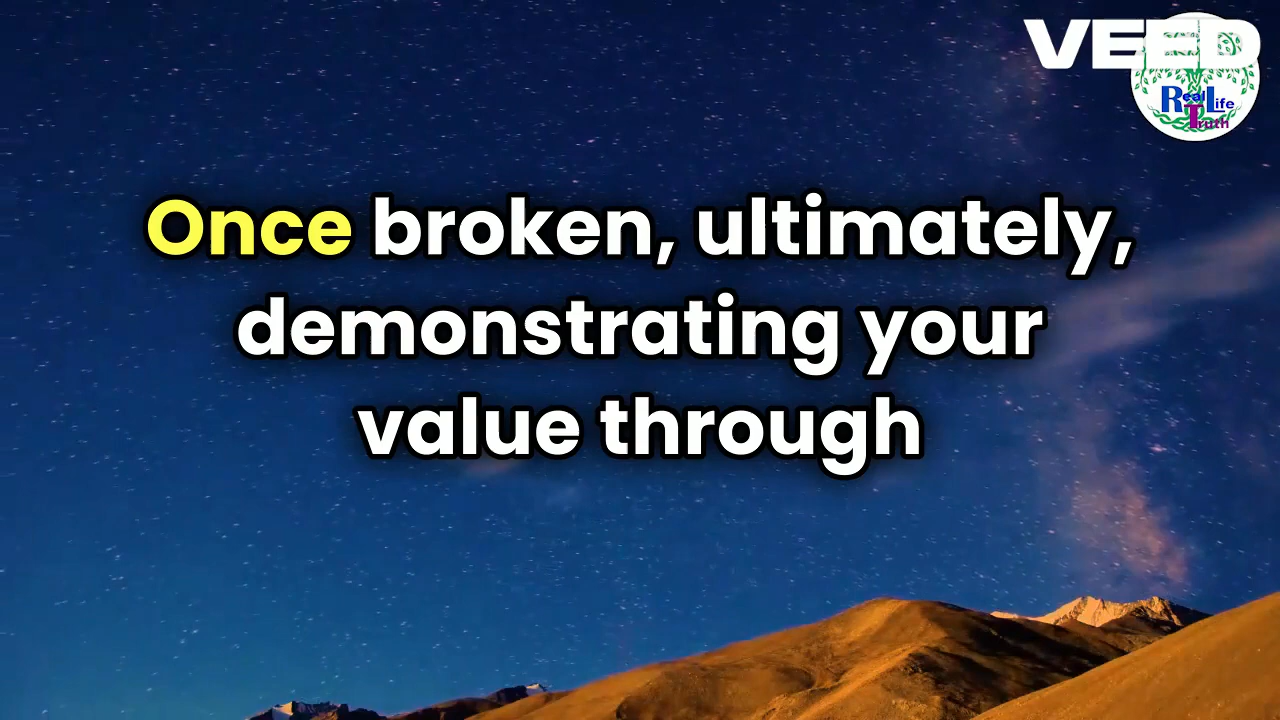 VEED
Real Life
Truth
Once broken, ultimately,
demonstrating your
value through